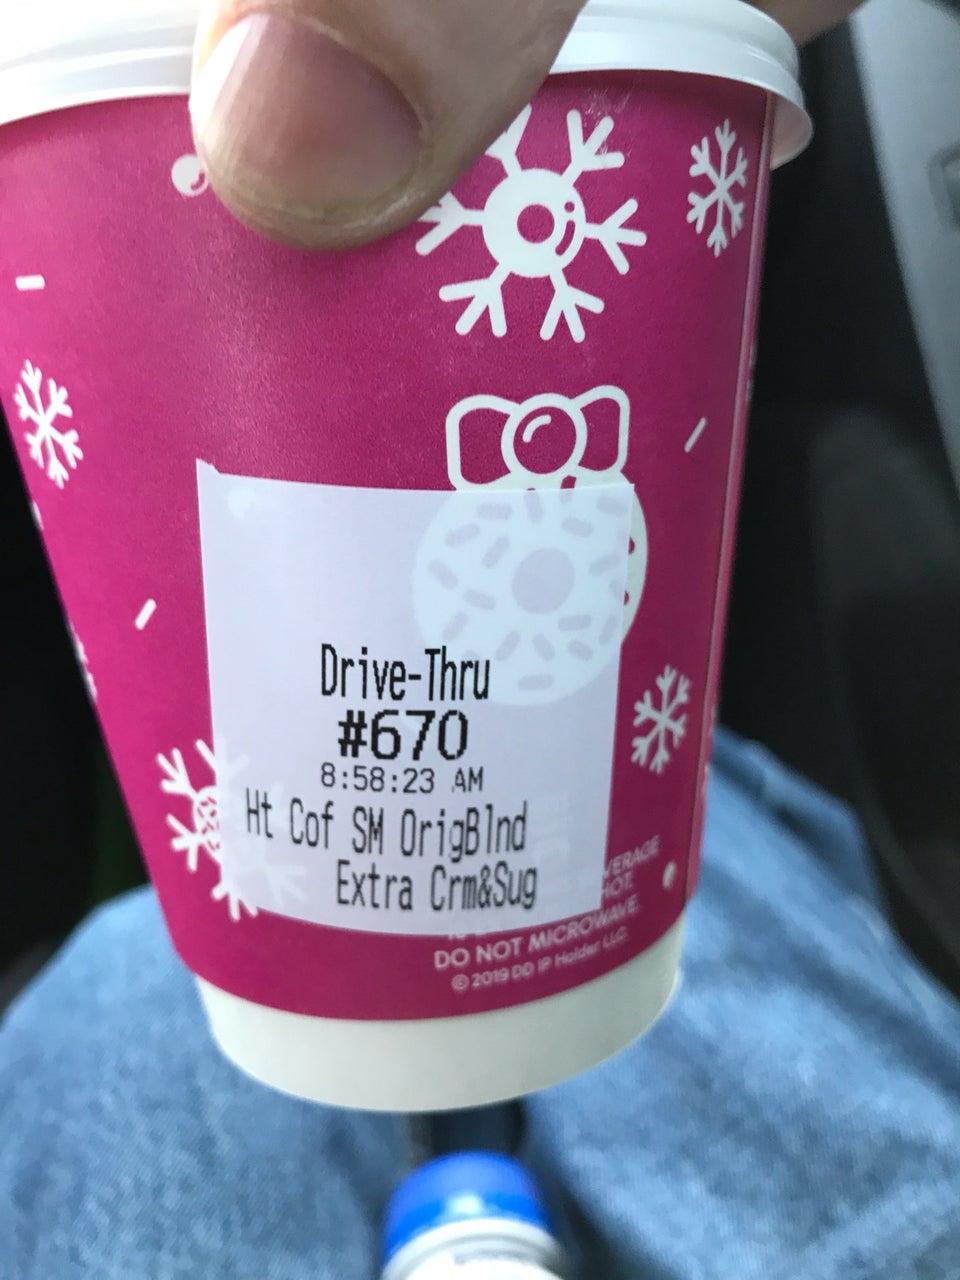 Drive-Thru
#670
8:58:23 AM
Ht Cof SM OrigBlnd
Extra Crm&Sug
HOT.
DO NOT MICROWAVE.
© 2019 DD IP Holder LLC